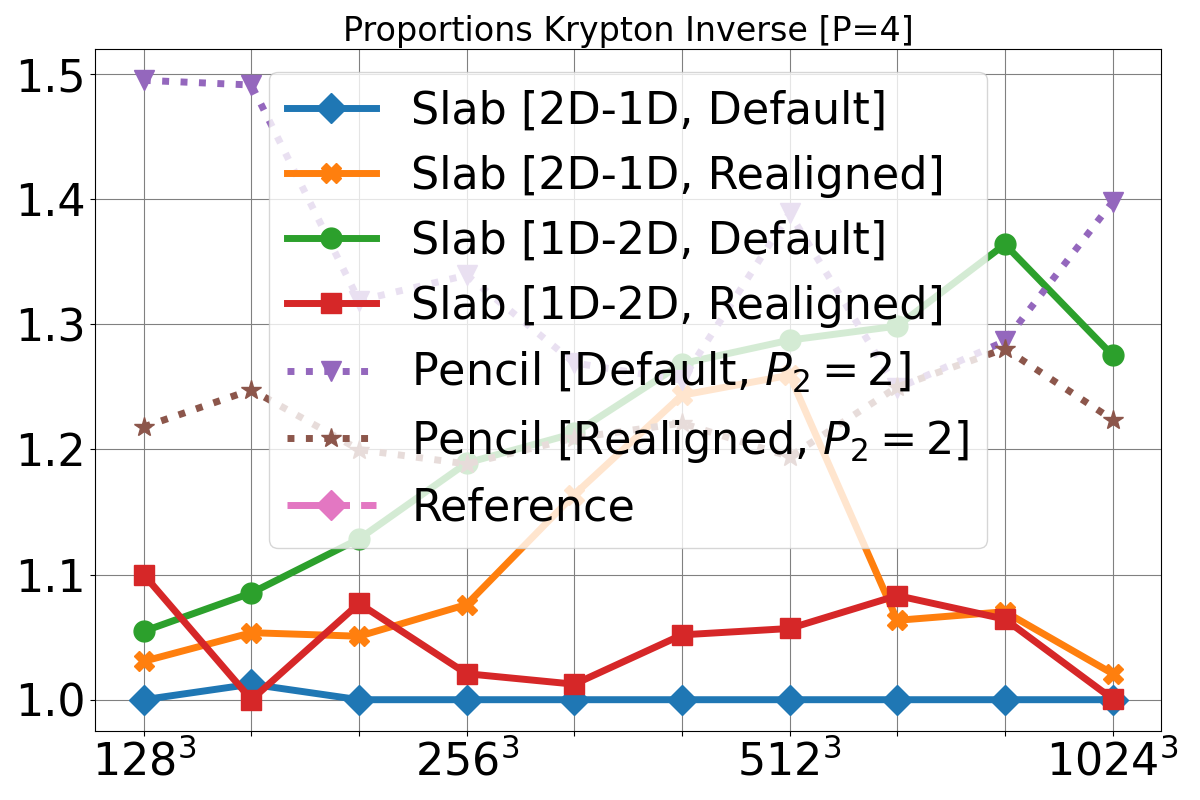 Proportions Krypton Inverse [P=4]
1.5
1.4
1.3
1.2
1.1
1.0
Slab [2D-1D, Default]
Slab [2D-1D, Realigned]
Slab [1D-2D, Default]
Slab [1D-2D, Realigned]
Pencil [Default, P₂ = 2]
Pencil [Realigned, P₂ = 2]
Reference
128³ 256³ 512³ 1024³